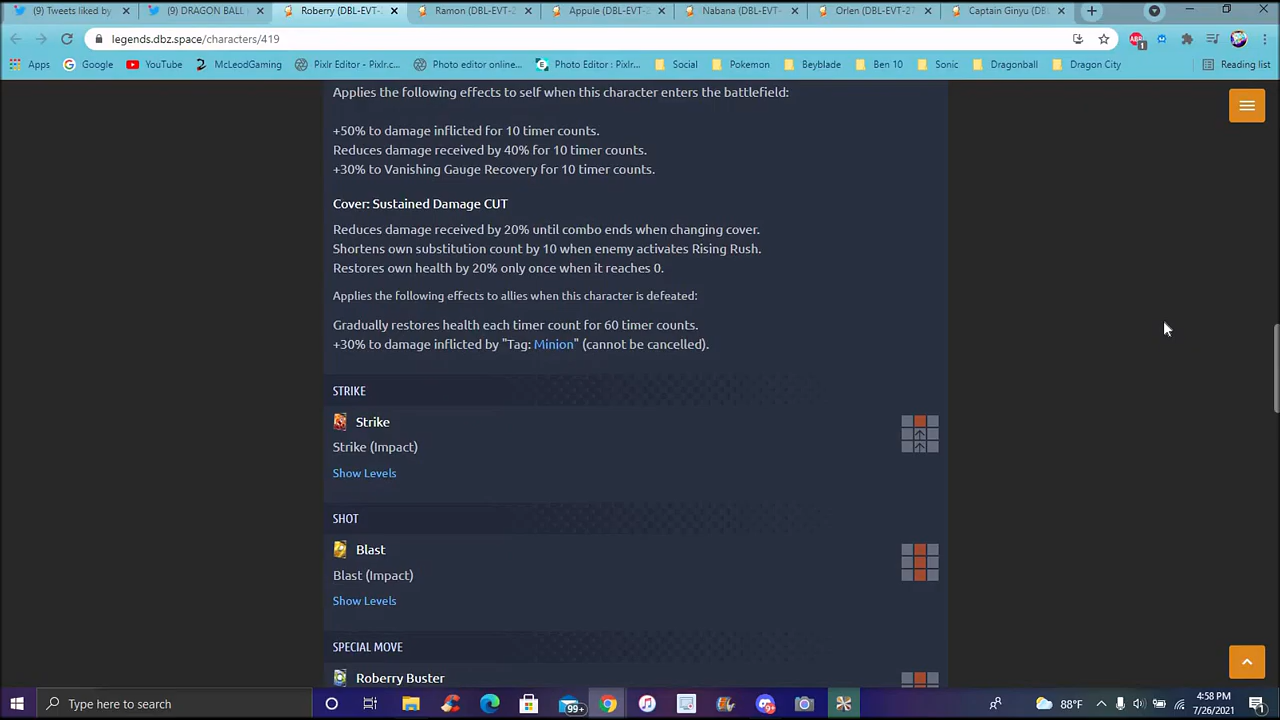 (9) Tweets liked by
(9) DRAGON BALL
Roberry (DBL-EVT-
Ramon (DBL-EVT-2
Appule (DBL-EVT-2
Nabana (DBL-EVT-
Orlen (DBL-EVT-27
Captain Ginyu (DB
legends.dbz.space/characters/419
ABP
1
Apps
Google
YouTube
McLeodGaming
Pixlr Editor - Pixlr.c...
Photo editor online...
Photo Editor : Pixlr...
Social
Pokemon
Beyblade
Ben 10
Sonic
Dragonball
Dragon City
Reading list
Applies the following effects to self when this character enters the battlefield:
+50% to damage inflicted for 10 timer counts.
Reduces damage received by 40% for 10 timer counts.
+30% to Vanishing Gauge Recovery for 10 timer counts.
Cover: Sustained Damage CUT
Reduces damage received by 20% until combo ends when changing cover.
Shortens own substitution count by 10 when enemy activates Rising Rush.
Restores own health by 20% only once when it reaches 0.
Applies the following effects to allies when this character is defeated:
Gradually restores health each timer count for 60 timer counts.
+30% to damage inflicted by "Tag: Minion" (cannot be cancelled).
STRIKE
Strike
Strike (Impact)
Show Levels
SHOT
Blast
Blast (Impact)
Show Levels
SPECIAL MOVE
Roberry Buster
Type here to search
99+
88°F
4:58 PM
7/26/2021
1